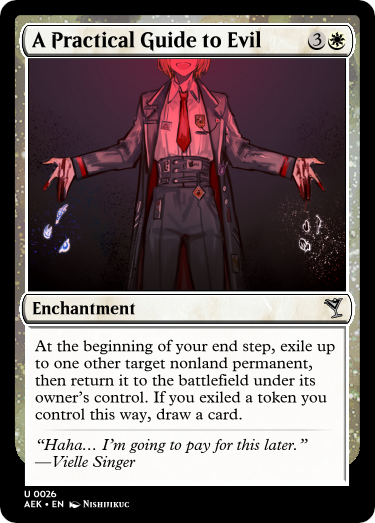 A Practical Guide to Evil 3
Enchantment
At the beginning of your end step, exile up
to one other target nonland permanent,
then return it to the battlefield under its
owner's control. If you exiled a token you
control this way, draw a card.
“Haha… I'm going to pay for this later.”
—Vielle Singer
U 0026
AEK • EN Nishijikuc